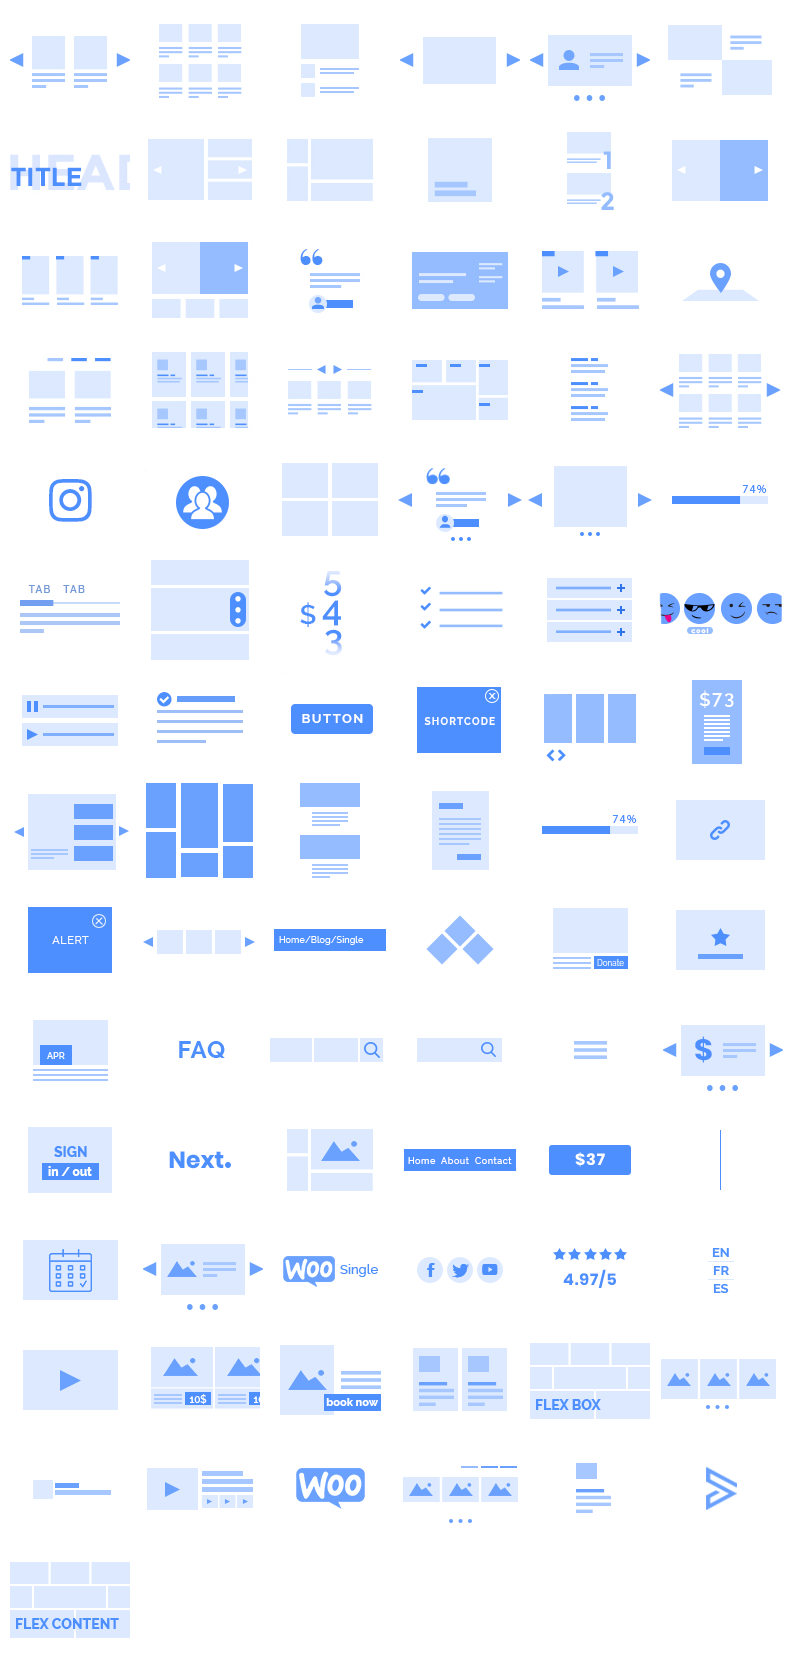 HEAD
TITLE
1
2
74%
TAB TAB
5
$ 4
3
cool
BUTTON
SHORTCODE
$73
74%
ALERT
Home/Blog/Single
Donate
APR
FAQ
$
SIGN
in / out
Next.
Home About Contact
$37
WOO Single
4.97/5
EN
FR
ES
10$
book now
FLEX BOX
WOO
FLEX CONTENT